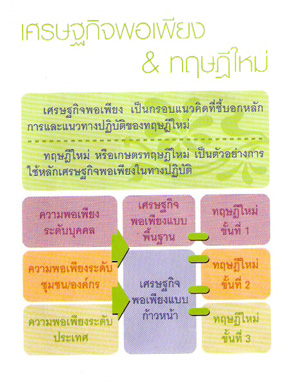 เศรษฐกิจพอเพียง
& ทฤษฎีใหม่
เศรษฐกิจพอเพียง เป็นกรอบแนวคิดที่ชี้บอกหลัก
การและแนวทางปฏิบัติของทฤษฎีใหม่
ทฤษฎีใหม่ หรือเกษตรทฤษฎีใหม่ เป็นตัวอย่างการ
ใช้หลักเศรษฐกิจพอเพียงในทางปฏิบัติ
ความพอเพียง
ระดับบุคคล
เศรษฐกิจ
พอเพียงแบบ
พื้นฐาน
ทฤษฎีใหม่
ขั้นที่ 1
ความพอเพียงระดับ
ชุมชน/องค์กร
เศรษฐกิจ
พอเพียงแบบ
ก้าวหน้า
ทฤษฎีใหม่
ขั้นที่ 2
ความพอเพียงระดับ
ประเทศ
ทฤษฎีใหม่
ขั้นที่ 3